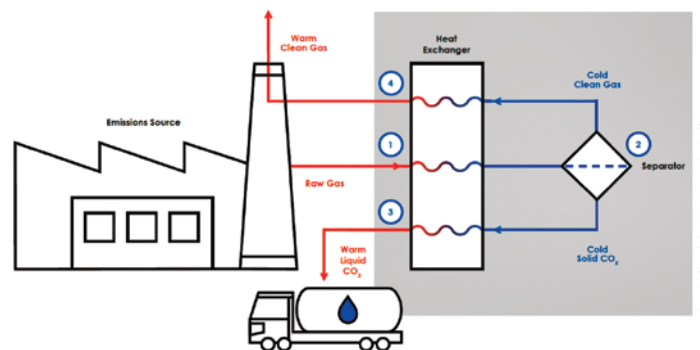 Warm
Clean Gas
Heat
Exchanger
4
Cold
Clean Gas
Emissions Source
1
2
Separator
Raw Gas
3
Warm
Liquid
CO₂
Cold
Solid CO₂